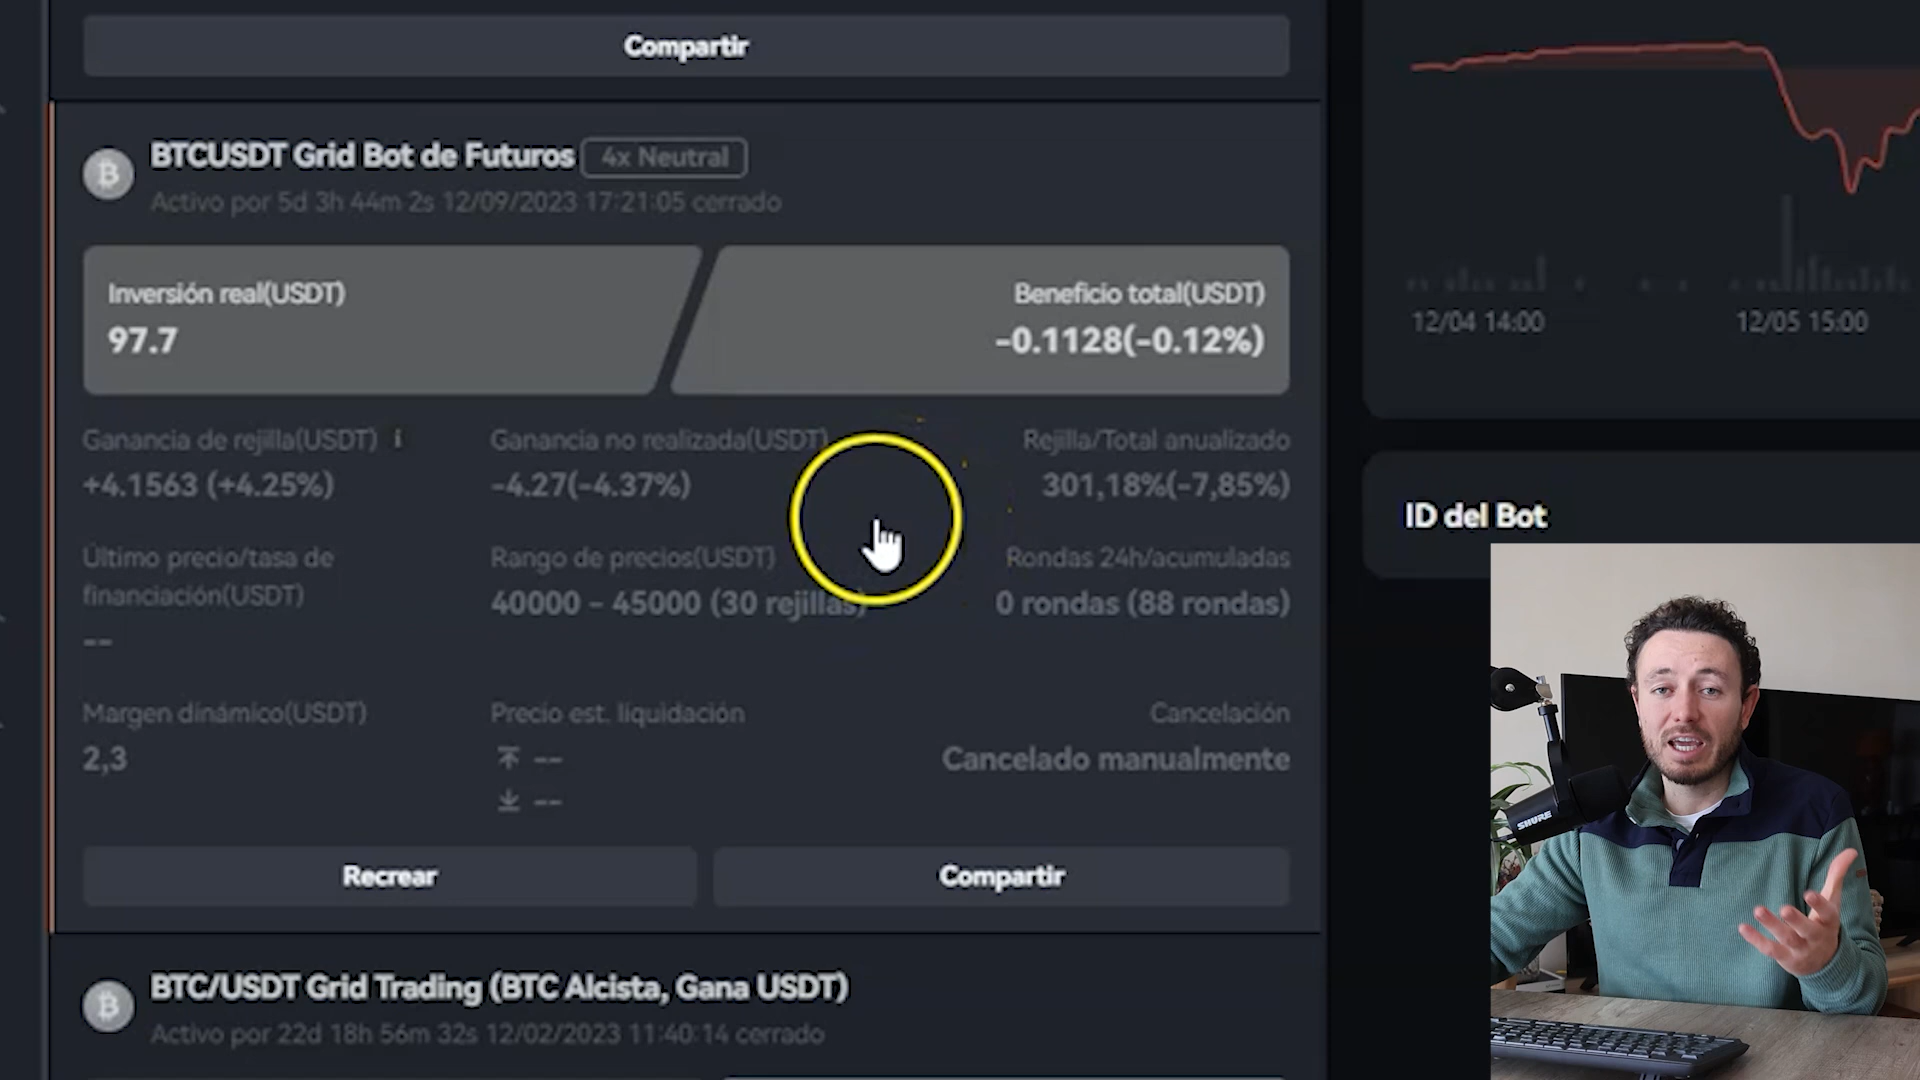 Compartir
BTCUSDT Grid Bot de Futuros 4x Neutral
Activo por 5d 3h 44m 2s 12/09/2023 17:21:05 cerrado
Inversión real(USDT)
97.7
Beneficio total(USDT)
-0.1128(-0.12%)
Ganancia de rejilla(USDT) i
+4.1563 (+4.25%)
Ganancia no realizada(USDT)
-4.27(-4.37%)
Rejilla/Total anualizado
301,18%(-7,85%)
Último precio/tasa de
financiación(USDT)
--
Rango de precios(USDT)
40000 - 45000 (30 rejillas)
Rondas 24h/acumuladas
0 rondas (88 rondas)
Margen dinámico(USDT)
2,3
Precio est. liquidación
--
--
Cancelación
Cancelado manualmente
Recrear
Compartir
BTC/USDT Grid Trading (BTC Alcista, Gana USDT)
Activo por 22d 18h 56m 32s 12/02/2023 11:40:14 cerrado
12/04 14:00
12/05 15:00
ID del Bot
SHURE